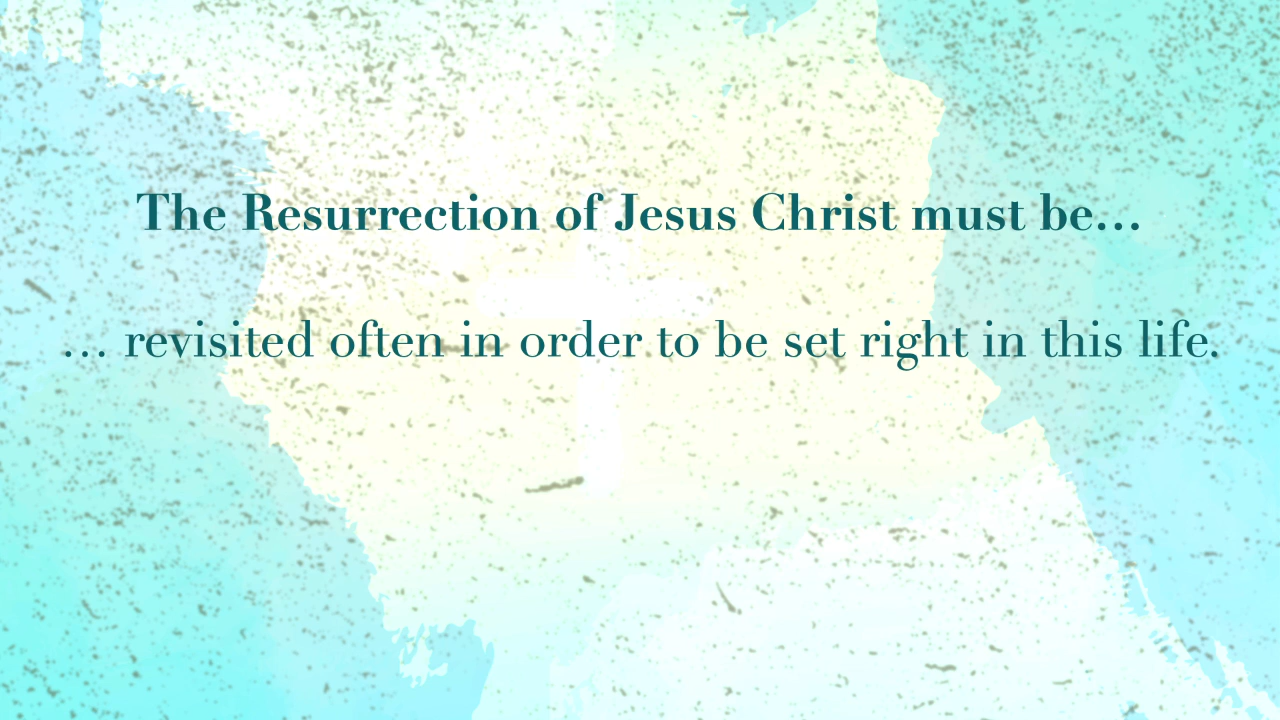 The Resurrection of Jesus Christ must be…
… revisited often in order to be set right in this life.